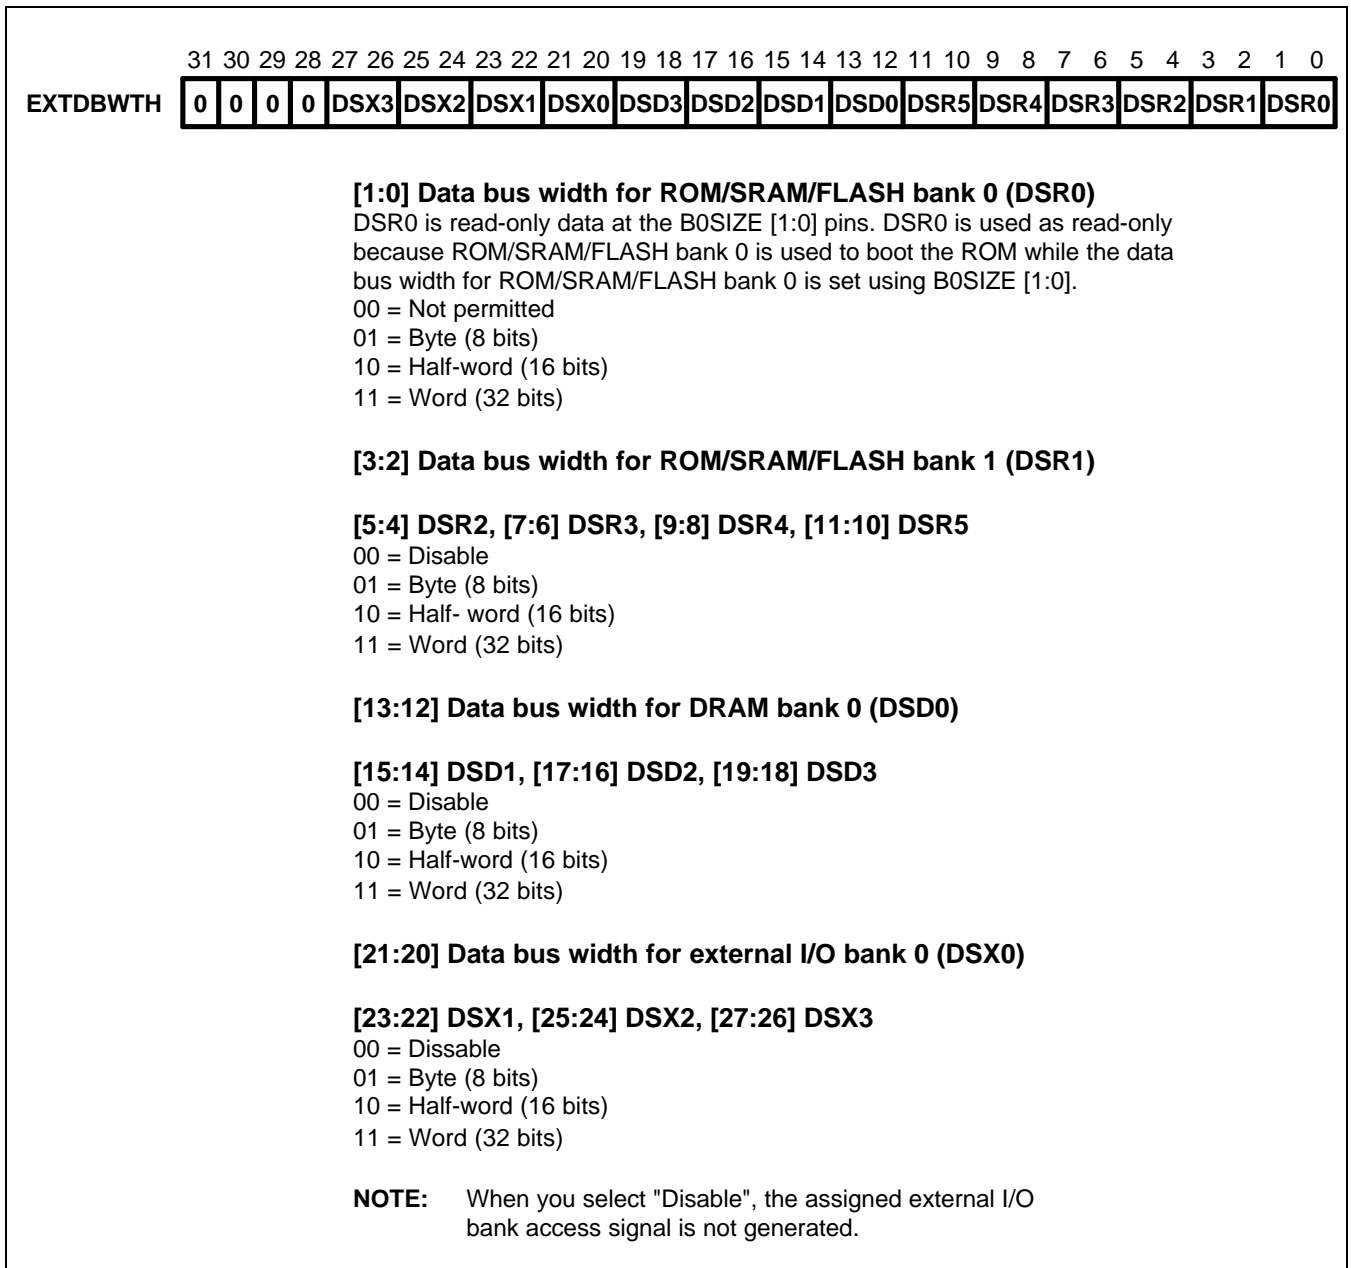 31 30 29 28 27 26 25 24 23 22 21 20 19 18 17 16 15 14 13 12 11 10 9 8 7 6 5 4 3 2 1 0
EXTDBWTH 0 0 0 0 DSX3 DSX2 DSX1 DSX0 DSD3 DSD2 DSD1 DSD0 DSR5 DSR4 DSR3 DSR2 DSR1 DSR0
[1:0] Data bus width for ROM/SRAM/FLASH bank 0 (DSR0)
DSR0 is read-only data at the B0SIZE [1:0] pins. DSR0 is used as read-only
because ROM/SRAM/FLASH bank 0 is used to boot the ROM while the data
bus width for ROM/SRAM/FLASH bank 0 is set using B0SIZE [1:0].
00 = Not permitted
01 = Byte (8 bits)
10 = Half-word (16 bits)
11 = Word (32 bits)
[3:2] Data bus width for ROM/SRAM/FLASH bank 1 (DSR1)
[5:4] DSR2, [7:6] DSR3, [9:8] DSR4, [11:10] DSR5
00 = Disable
01 = Byte (8 bits)
10 = Half- word (16 bits)
11 = Word (32 bits)
[13:12] Data bus width for DRAM bank 0 (DSD0)
[15:14] DSD1, [17:16] DSD2, [19:18] DSD3
00 = Disable
01 = Byte (8 bits)
10 = Half-word (16 bits)
11 = Word (32 bits)
[21:20] Data bus width for external I/O bank 0 (DSX0)
[23:22] DSX1, [25:24] DSX2, [27:26] DSX3
00 = Dissable
01 = Byte (8 bits)
10 = Half-word (16 bits)
11 = Word (32 bits)
NOTE: When you select "Disable", the assigned external I/O
bank access signal is not generated.